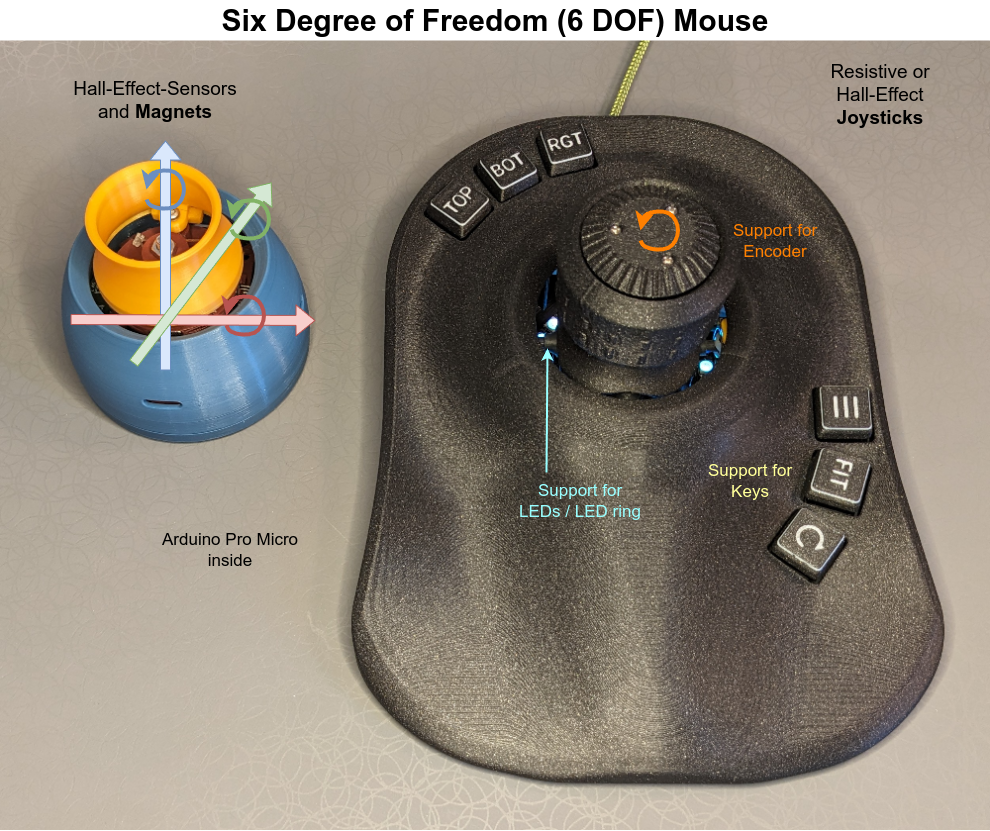 Six Degree of Freedom (6 DOF) Mouse
Hall-Effect-Sensors
and Magnets
Resistive or
Hall-Effect
Joysticks
TOP
BOT
RGT
Support for
Encoder
Support for
Keys
FIT
Support for
LEDs / LED ring
Arduino Pro Micro
inside